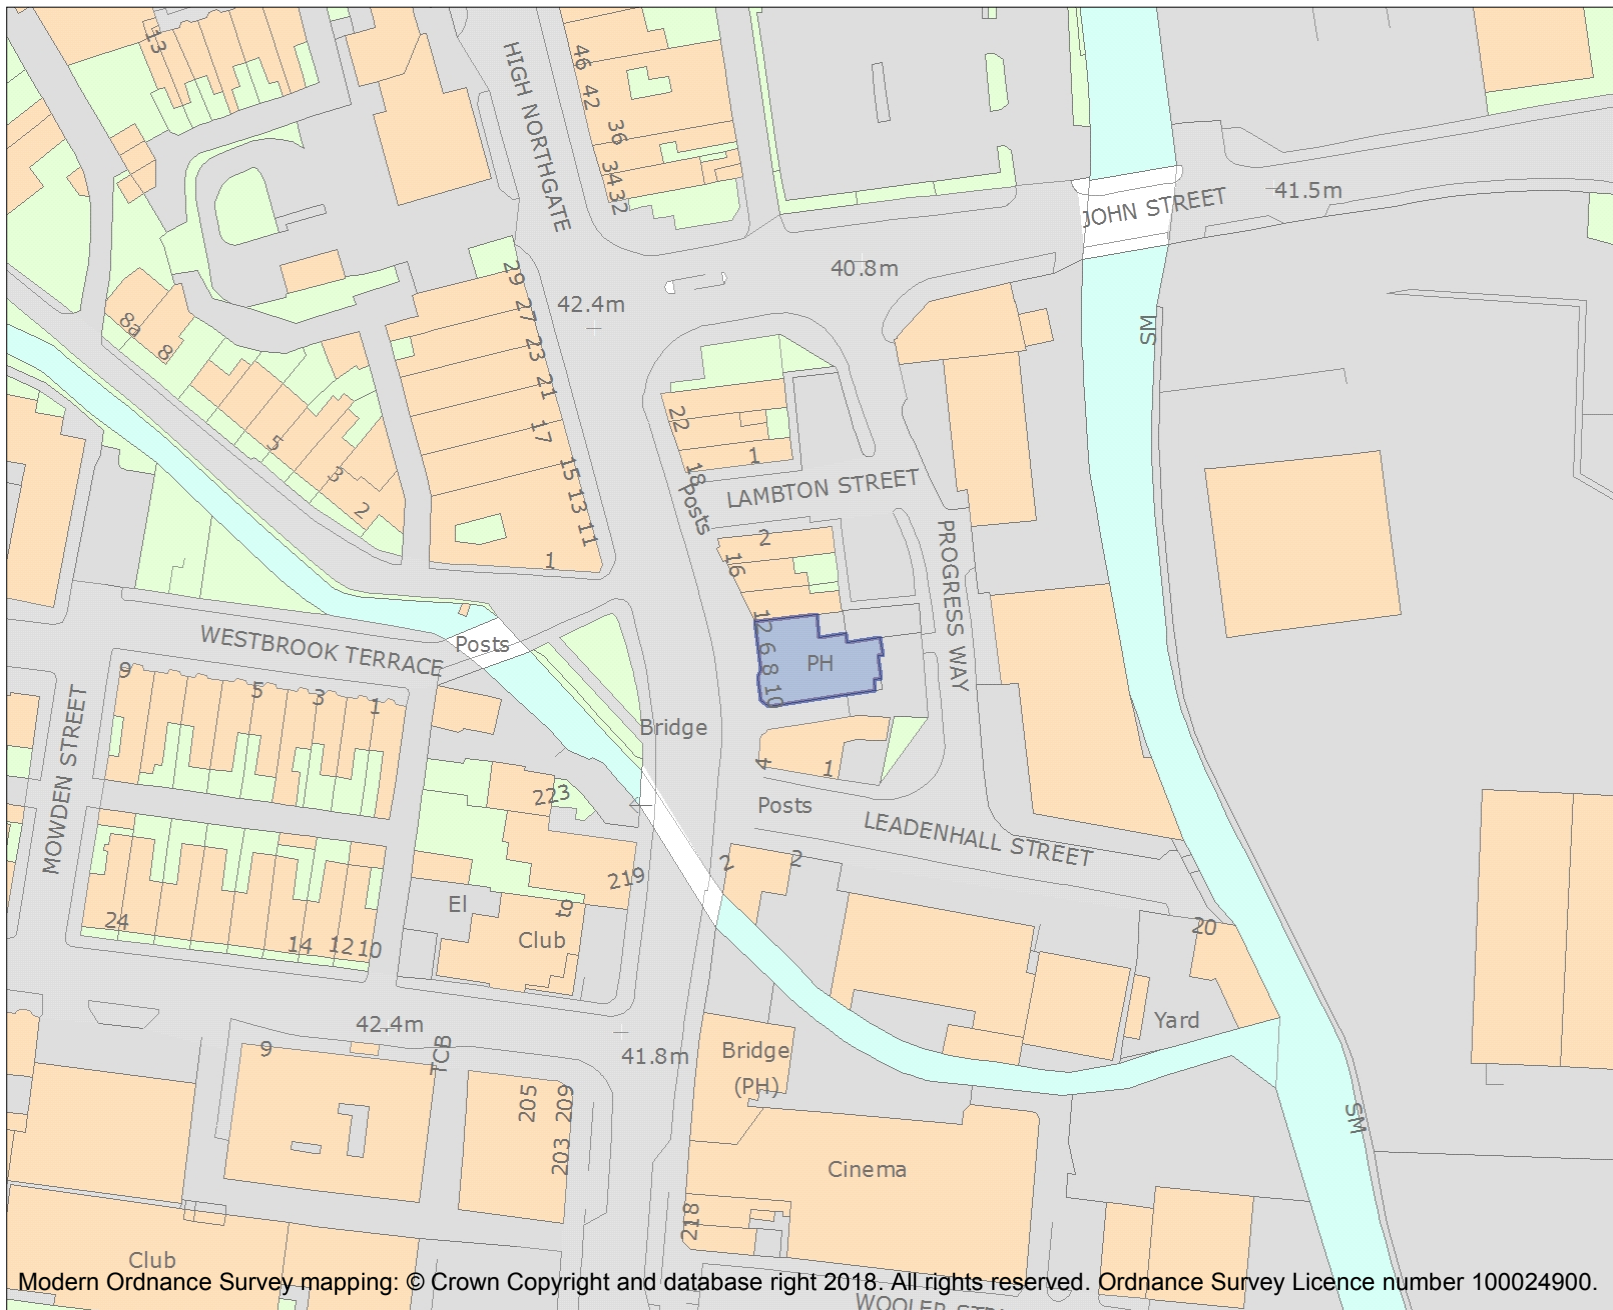 13
HIGH NORTHGATE
46
42
36
34
32
JOHN STREET
41.5m
40.8m
42.4m
SM
29
27
23
21
17
15
13
11
1
8a
8
5
3
2
22
18
1
Posts
LAMBTON STREET
PROGRESS WAY
2
16
12
6
8
10
PH
WESTBROOK TERRACE
Posts
9
5
3
1
MOWDEN STREET
Bridge
4
1
Posts
LEADENHALL STREET
223
219
2
2
El
to
Club
24
14
12
10
20
Yard
42.4m
41.8m
9
TCB
205
209
203
Bridge
(PH)
Cinema
SM
218
Club
Modern Ordnance Survey mapping: © Crown Copyright and database right 2018. All rights reserved. Ordnance Survey Licence number 100024900.
WOOLER